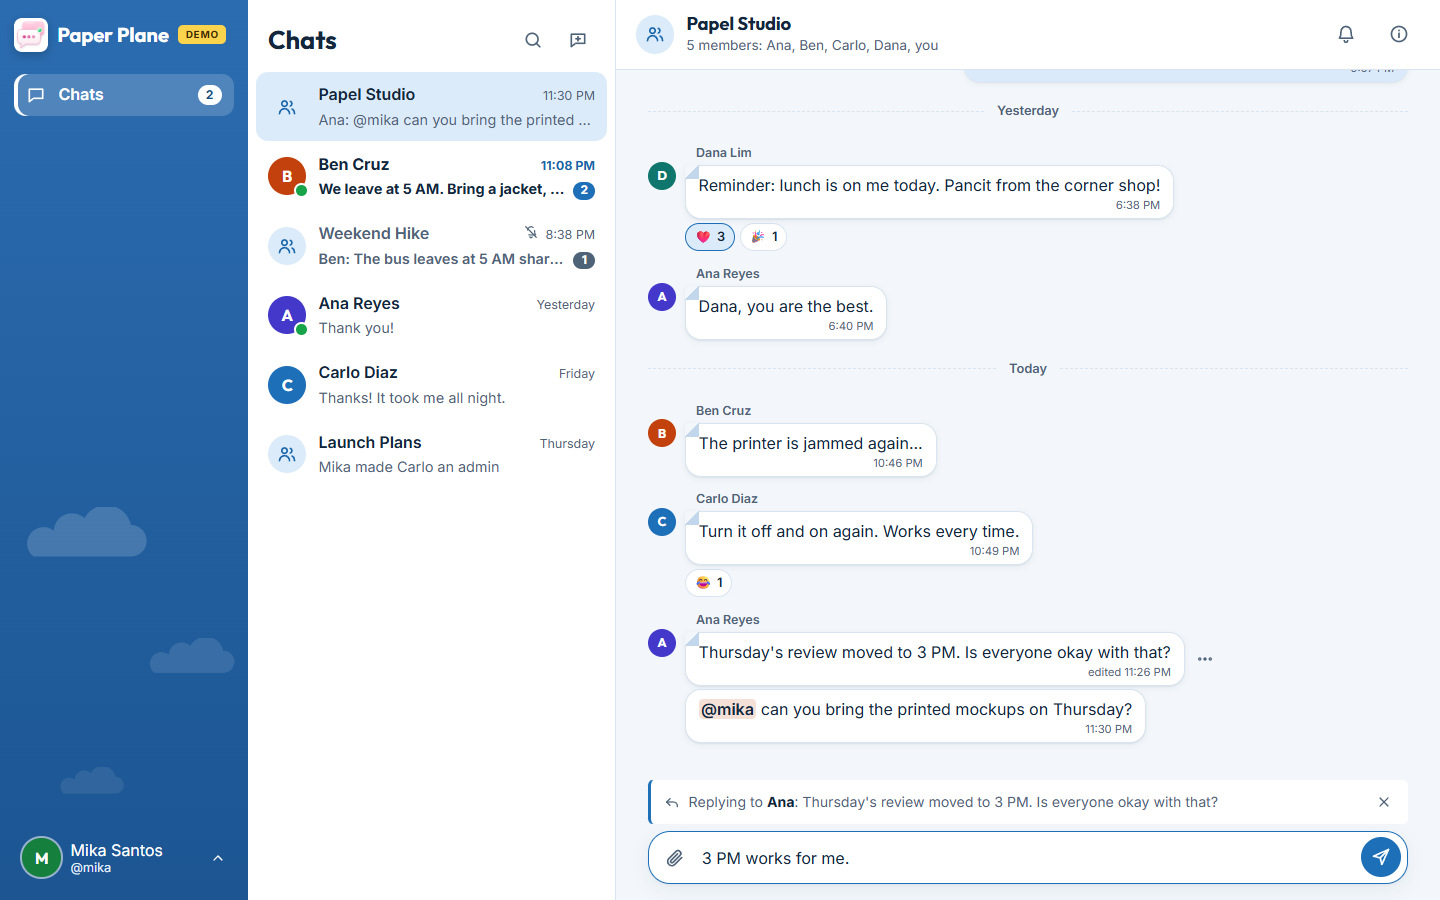 Paper Plane DEMO
Chats 2
Mika Santos
@mika
Chats
Papel Studio 11:30 PM
Ana: @mika can you bring the printed ...
Ben Cruz 11:08 PM
We leave at 5 AM. Bring a jacket, ... 2
Weekend Hike 8:38 PM
Ben: The bus leaves at 5 AM shar... 1
Ana Reyes Yesterday
Thank you!
Carlo Diaz Friday
Thanks! It took me all night.
Launch Plans Thursday
Mika made Carlo an admin
Papel Studio
5 members: Ana, Ben, Carlo, Dana, you
Yesterday
Dana Lim
D
Reminder: lunch is on me today. Pancit from the corner shop!
6:38 PM
3 1
Ana Reyes
A
Dana, you are the best.
6:40 PM
Today
Ben Cruz
B
The printer is jammed again...
10:46 PM
Carlo Diaz
C
Turn it off and on again. Works every time.
10:49 PM
1
Ana Reyes
A
Thursday's review moved to 3 PM. Is everyone okay with that?
edited 11:26 PM
@mika can you bring the printed mockups on Thursday?
11:30 PM
Replying to Ana: Thursday's review moved to 3 PM. Is everyone okay with that?
3 PM works for me.